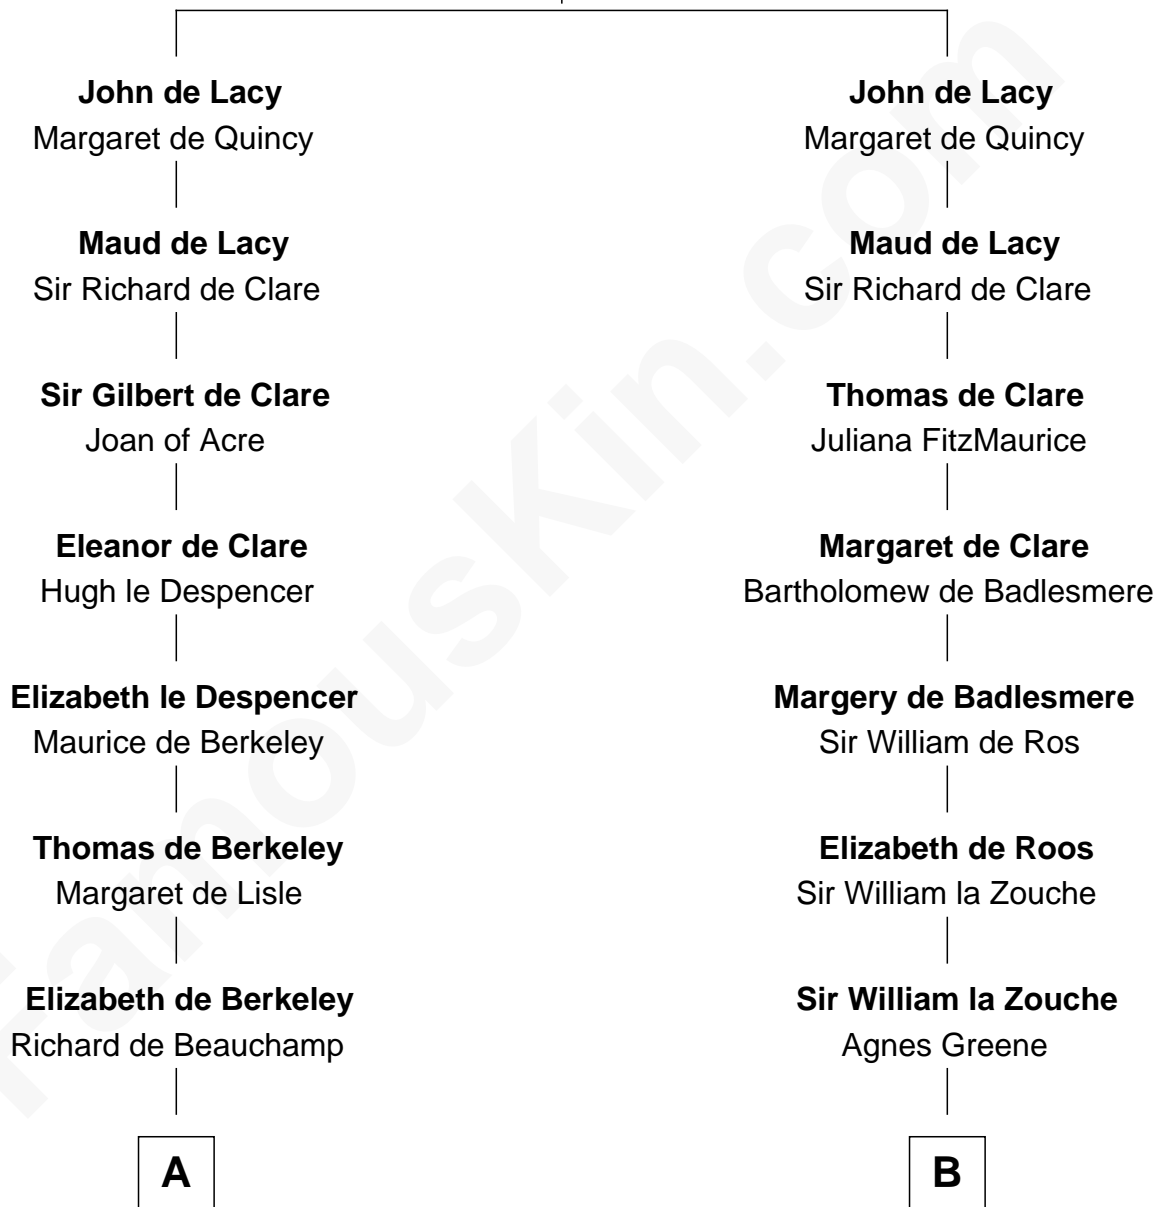 John de Lacy
Margaret de Quincy
Maud de Lacy
Sir Richard de Clare
Sir Gilbert de Clare
Joan of Acre
Eleanor de Clare
Hugh le Despencer
Elizabeth le Despencer
Maurice de Berkeley
Thomas de Berkeley
Margaret de Lisle
Elizabeth de Berkeley
Richard de Beauchamp
A
John de Lacy
Margaret de Quincy
Maud de Lacy
Sir Richard de Clare
Thomas de Clare
Juliana FitzMaurice
Margaret de Clare
Bartholomew de Badlesmere
Margery de Badlesmere
Sir William de Ros
Elizabeth de Roos
Sir William la Zouche
Sir William la Zouche
Agnes Greene
B
FamousKin.com